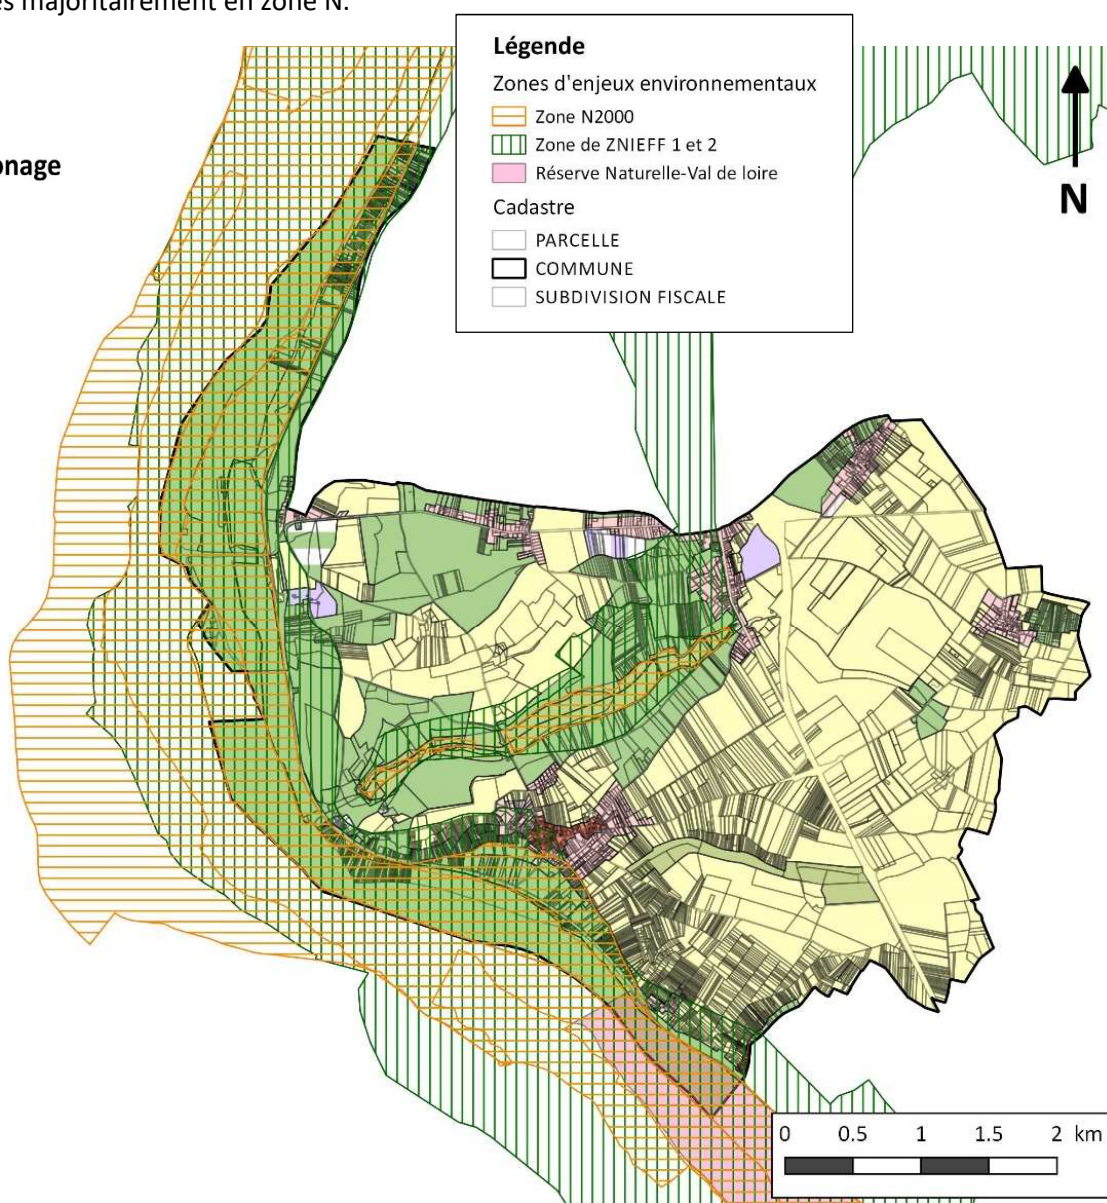 es majoritairement en zone N.
onage
Légende
Zones d'enjeux environnementaux
Zone N2000
Zone de ZNIEFF 1 et 2
Réserve Naturelle-Val de loire
Cadastre
PARCELLE
COMMUNE
SUBDIVISION FISCALE
N
0 0.5 1 1.5 2 km